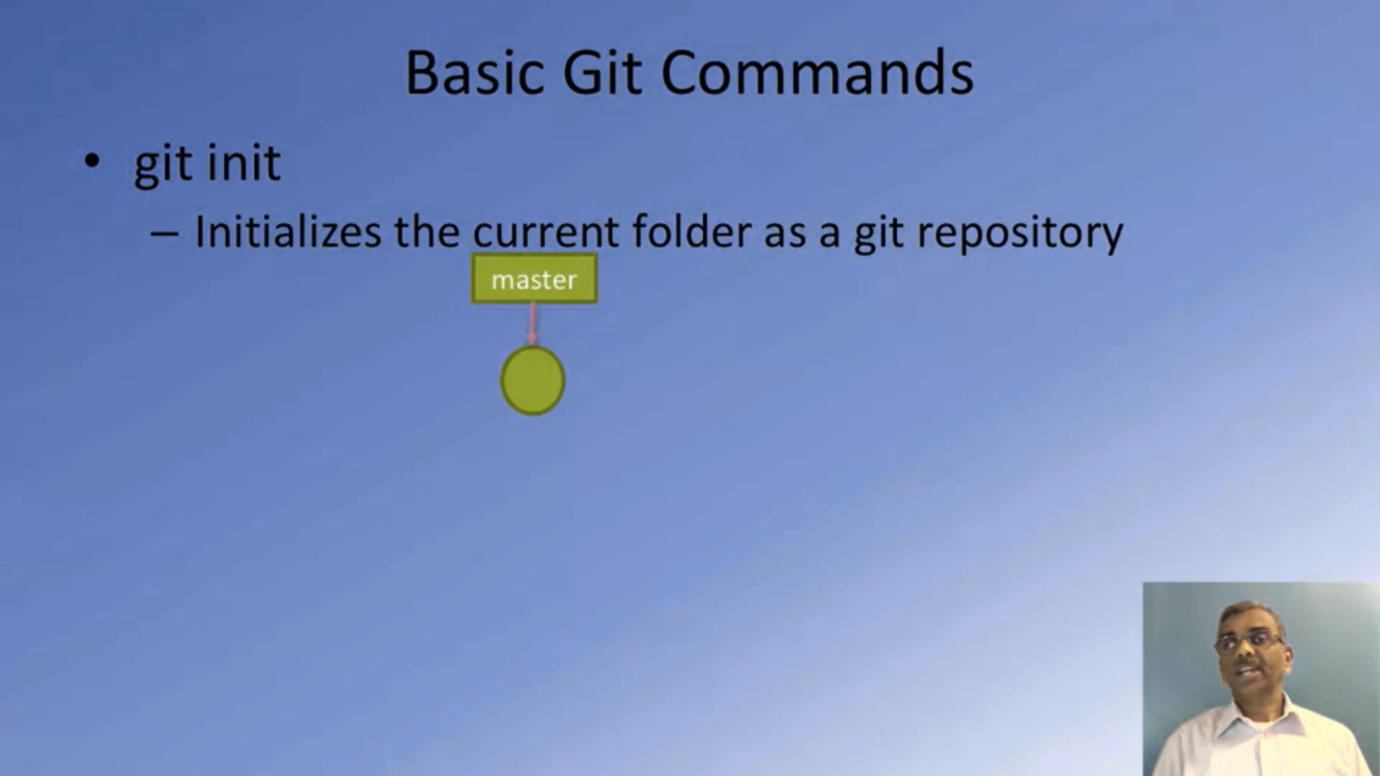 Basic Git Commands
• git init
– Initializes the current folder as a git repository
master